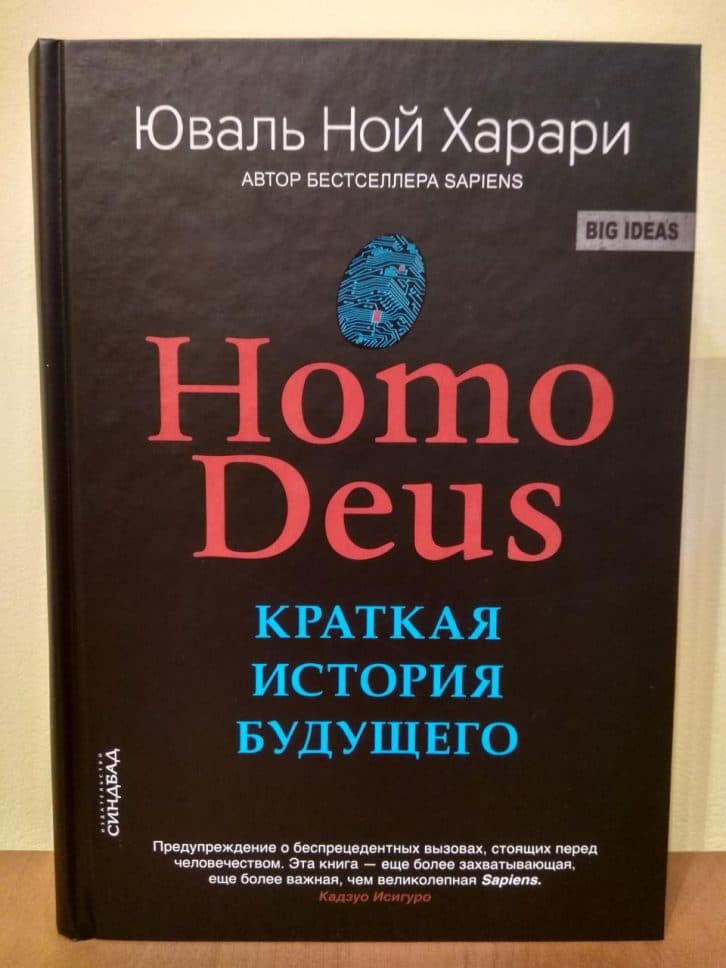 Юваль Ной Харари
АВТОР БЕСТСЕЛЛЕРА SAPIENS
BIG IDEAS
Homo
Deus
КРАТКАЯ
ИСТОРИЯ
БУДУЩЕГО
ИЗДАТЕЛЬСТВО
СИНДБАД
Предупреждение о беспрецедентных вызовах, стоящих перед
человечеством. Эта книга — еще более захватывающая,
еще более важная, чем великолепная Sapiens.
Кадзуо Исигуро